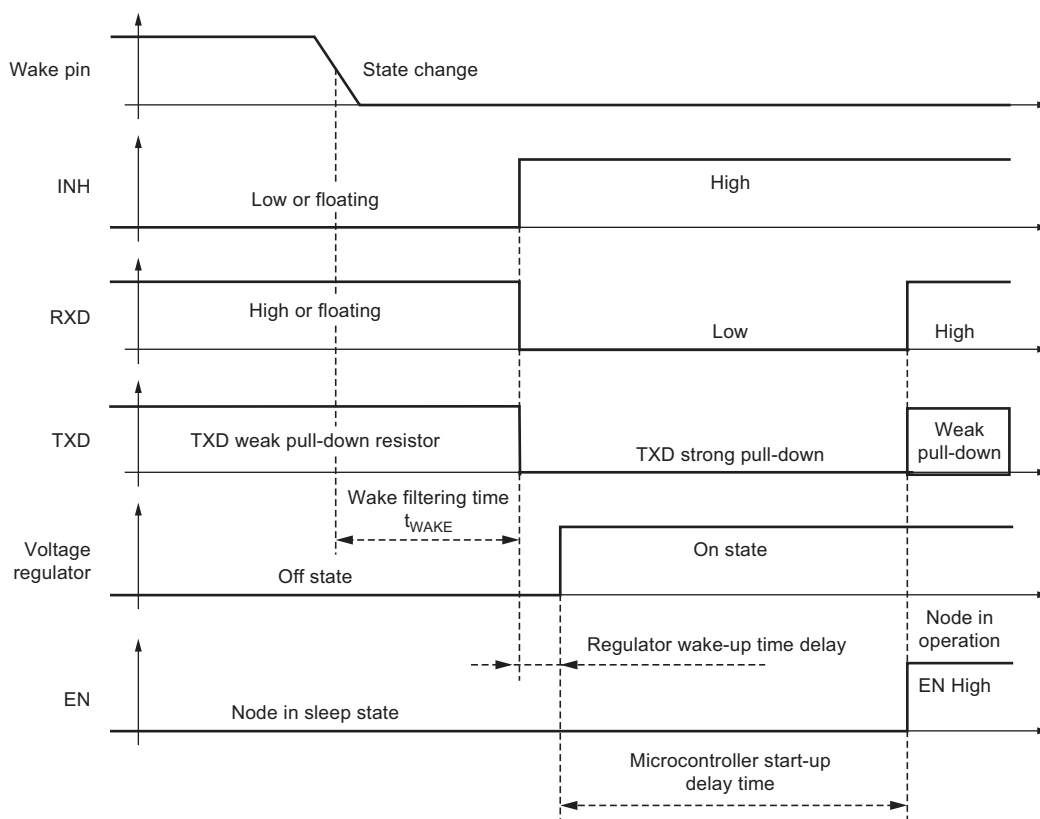 Wake pin
State change
INH
Low or floating
High
RXD
High or floating
Low
High
TXD
TXD weak pull-down resistor
TXD strong pull-down
Weak
pull-down
Wake filtering time
tWAKE
Voltage
regulator
Off state
On state
Regulator wake-up time delay
Node in
operation
EN
Node in sleep state
EN High
Microcontroller start-up
delay time